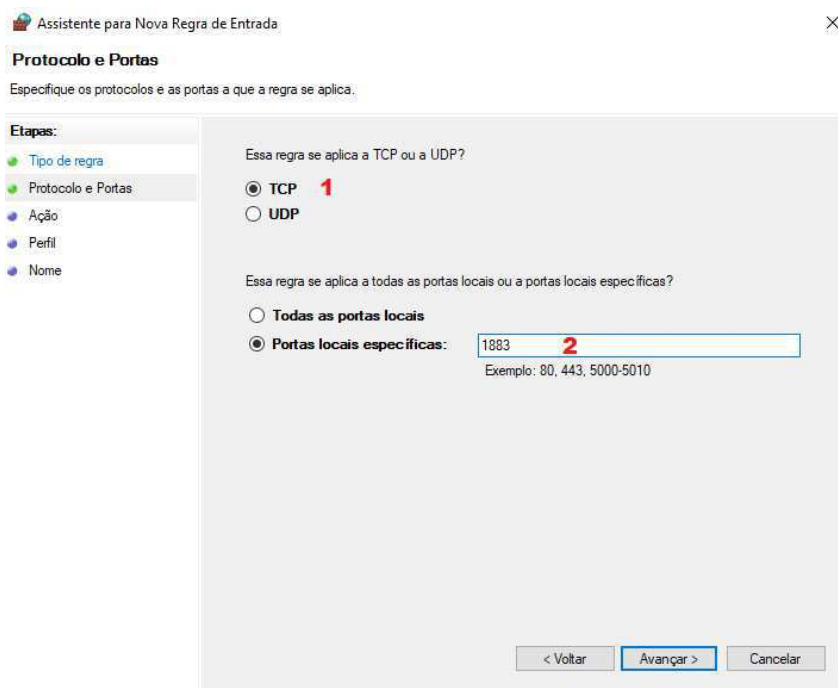 Assistente para Nova Regra de Entrada
Protocolo e Portas
Especifique os protocolos e as portas a que a regra se aplica.
Etapas:
Tipo de regra
Protocolo e Portas
Ação
Perfil
Nome
Essa regra se aplica a TCP ou a UDP?
TCP 1
UDP
Essa regra se aplica a todas as portas locais ou a portas locais específicas?
Todas as portas locais
Portas locais específicas: 1883 2
Exemplo: 80, 443, 5000-5010
< Voltar Avançar > Cancelar